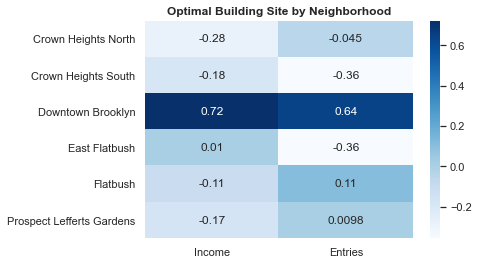 Optimal Building Site by Neighborhood
Crown Heights North -0.28 -0.045
Crown Heights South -0.18 -0.36
Downtown Brooklyn 0.72 0.64
East Flatbush 0.01 -0.36
Flatbush -0.11 0.11
Prospect Lefferts Gardens -0.17 0.0098
Income Entries
0.6
0.4
0.2
0.0
-0.2